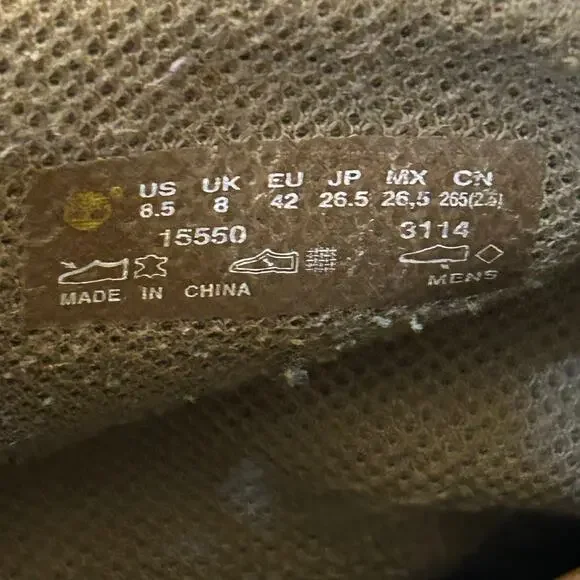 US UK EU JP MX CN
8.5 8 42 26.5 26,5 265(2.5)
15550 3114
MENS
MADE IN CHINA